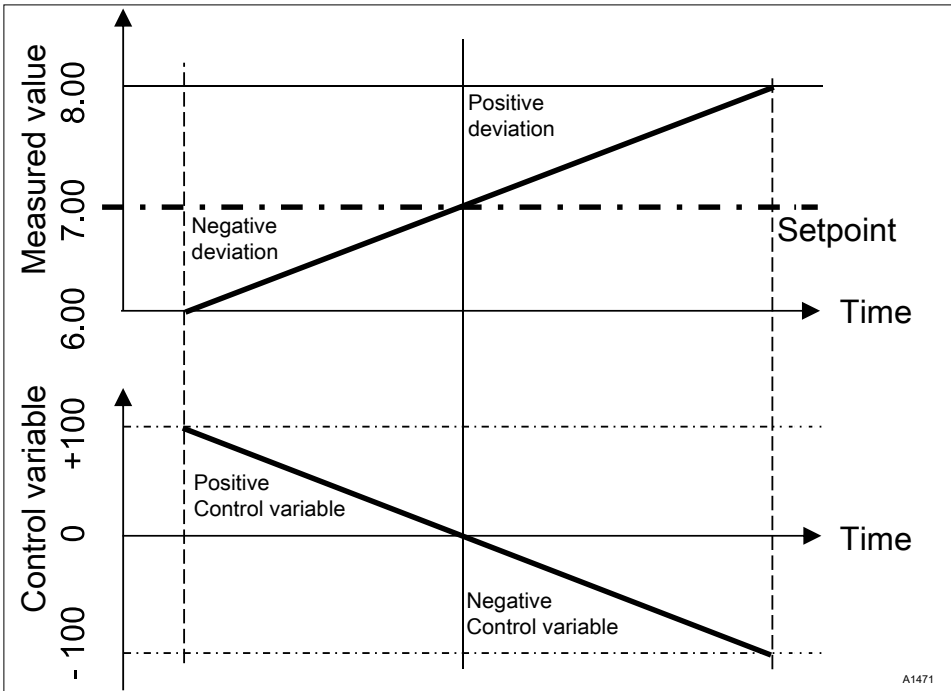 Measured value
8.00
7.00
6.00
Positive
deviation
Negative
deviation
Setpoint
Time
Control variable
+100
0
- 100
Positive
Control variable
Time
Negative
Control variable
A1471